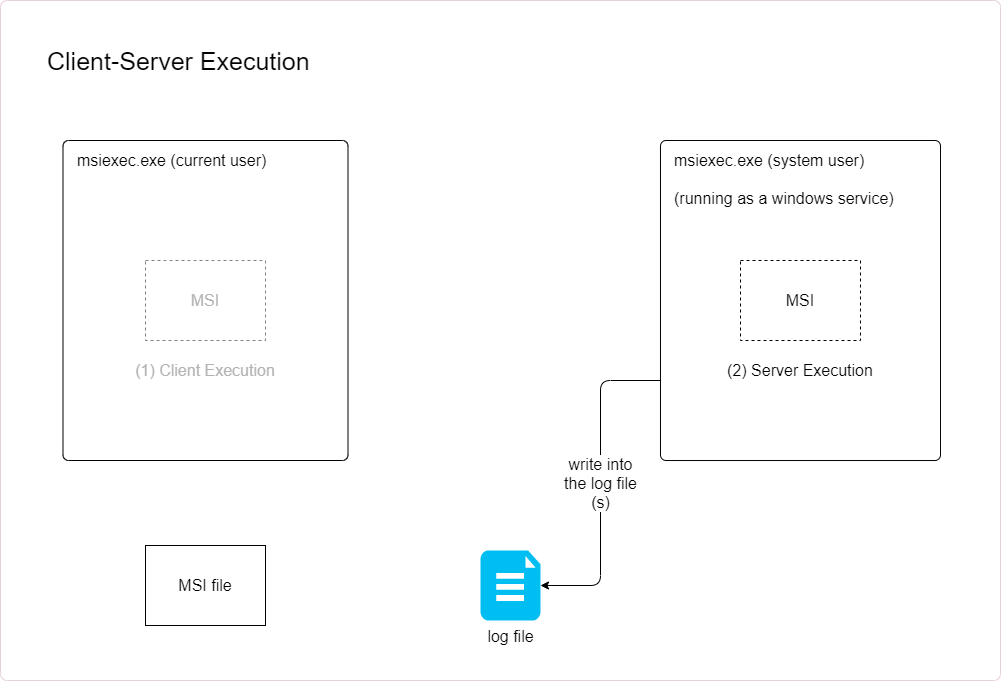 Client-Server Execution
msiexec.exe (current user)
MSI
(1) Client Execution
msiexec.exe (system user)
(running as a windows service)
MSI
(2) Server Execution
write into
the log file
(s)
MSI file
log file